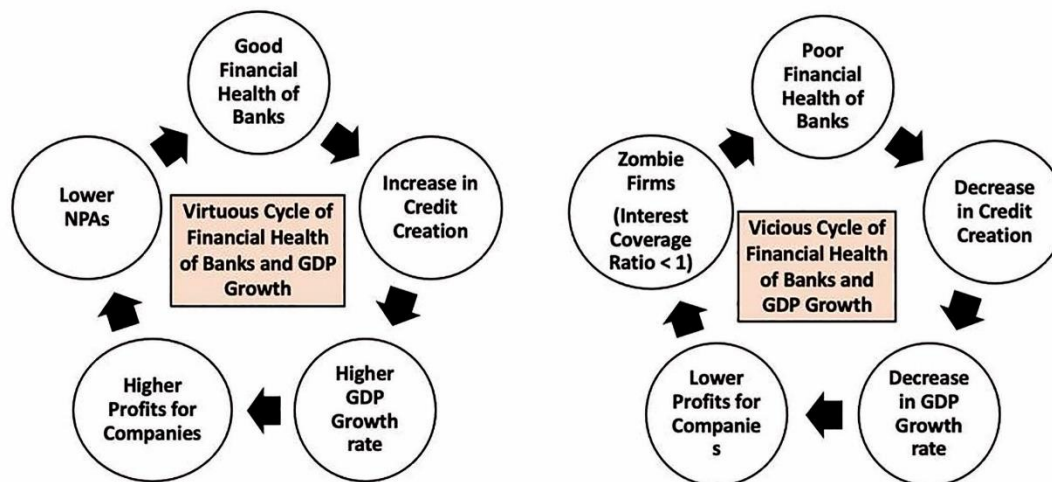 Good
Financial
Health of
Banks
Increase in
Credit
Creation
Higher
GDP
Growth
rate
Higher
Profits for
Companies
Lower
NPAs
Virtuous Cycle of
Financial Health
of Banks and GDP
Growth
Poor
Financial
Health of
Banks
Decrease
in Credit
Creation
Decrease
in GDP
Growth
rate
Lower
Profits for
Companie
s
Zombie
Firms
(Interest
Coverage
Ratio < 1)
Vicious Cycle of
Financial Health
of Banks and
GDP Growth